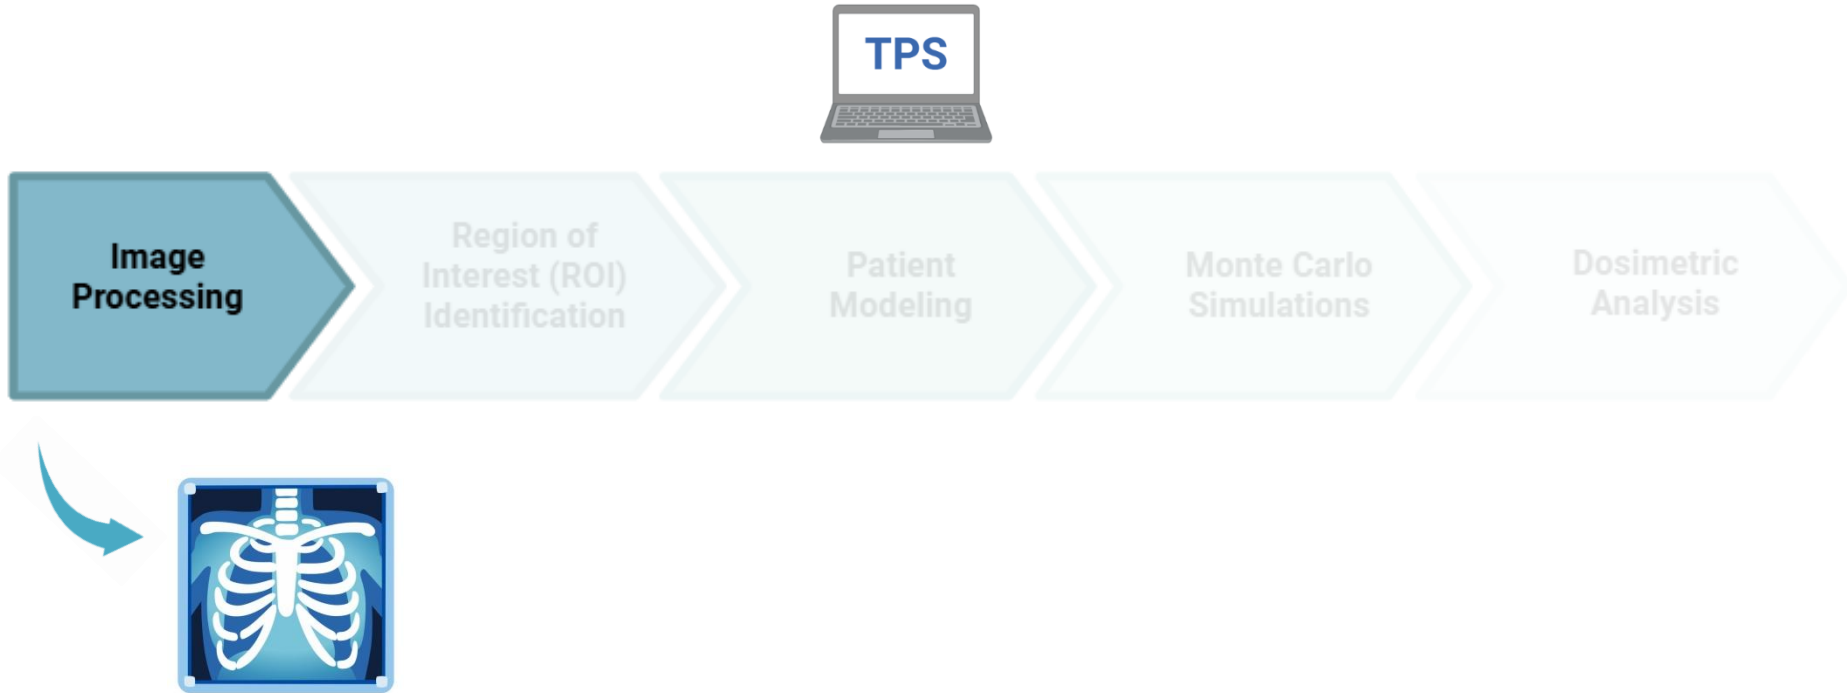 TPS
Image
Processing
Region of
Interest (ROI)
Identification
Patient
Modeling
Monte Carlo
Simulations
Dosimetric
Analysis